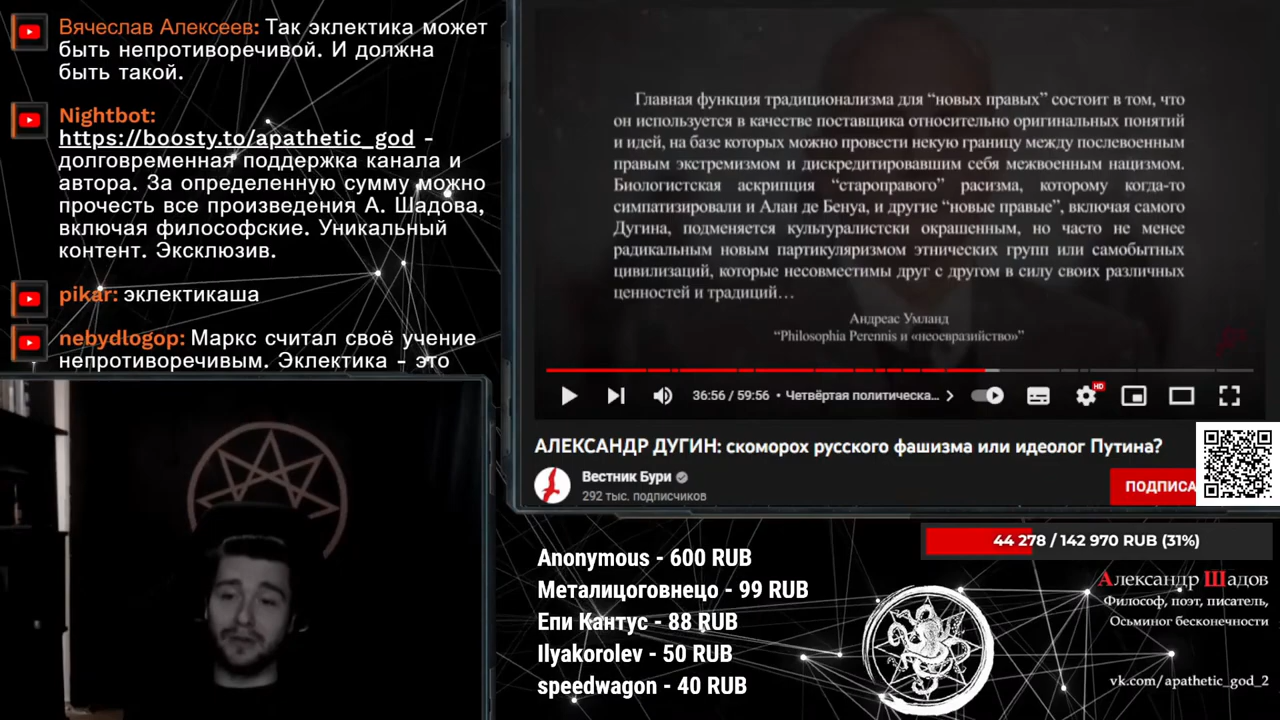 Вячеслав Алексеев: Так эклектика может
быть непротиворечивой. И должна
быть такой.
Nightbot:
https://boosty.to/apathetic_god -
долговременная поддержка канала и
автора. За определенную сумму можно
прочесть все произведения А. Шадова,
включая философские. Уникальный
контент. Эксклюзив.
pikar: эклектикаша
nebydlogop: Маркс считал своё учение
непротиворечивым. Эклектика - это
Главная функция традиционализма для “новых правых” состоит в том, что
он используется в качестве поставщика относительно оригинальных понятий
и идей, на базе которых можно провести некую границу между послевоенным
правым экстремизмом и дискредитировавшим себя межвоенным нацизмом.
Биологистская аскрипция “староправого” расизма, которому когда-то
симпатизировали и Алан де Бенуа, и другие “новые правые”, включая самого
Дугина, подменяется культуралистски окрашенным, но часто не менее
радикальным новым партикуляризмом этнических групп или самобытных
цивилизаций, которые несовместимы друг с другом в силу своих различных
ценностей и традиций…
Андреас Умланд
“Philosophia Perennis и «неоевразийство»”
36:56 / 59:56 • Четвёртая политическа...
HD
АЛЕКСАНДР ДУГИН: скоморох русского фашизма или идеолог Путина?
Вестник Бури
292 тыс. подписчиков
ПОДПИСА
44 278 / 142 970 RUB (31%)
Anonymous - 600 RUB
Металицоговнецо - 99 RUB
Епи Кантус - 88 RUB
Ilyakorolev - 50 RUB
speedwagon - 40 RUB
Александр Шадов
Философ, поэт, писатель,
Осьминог бесконечности
vk.com/apathetic_god_2